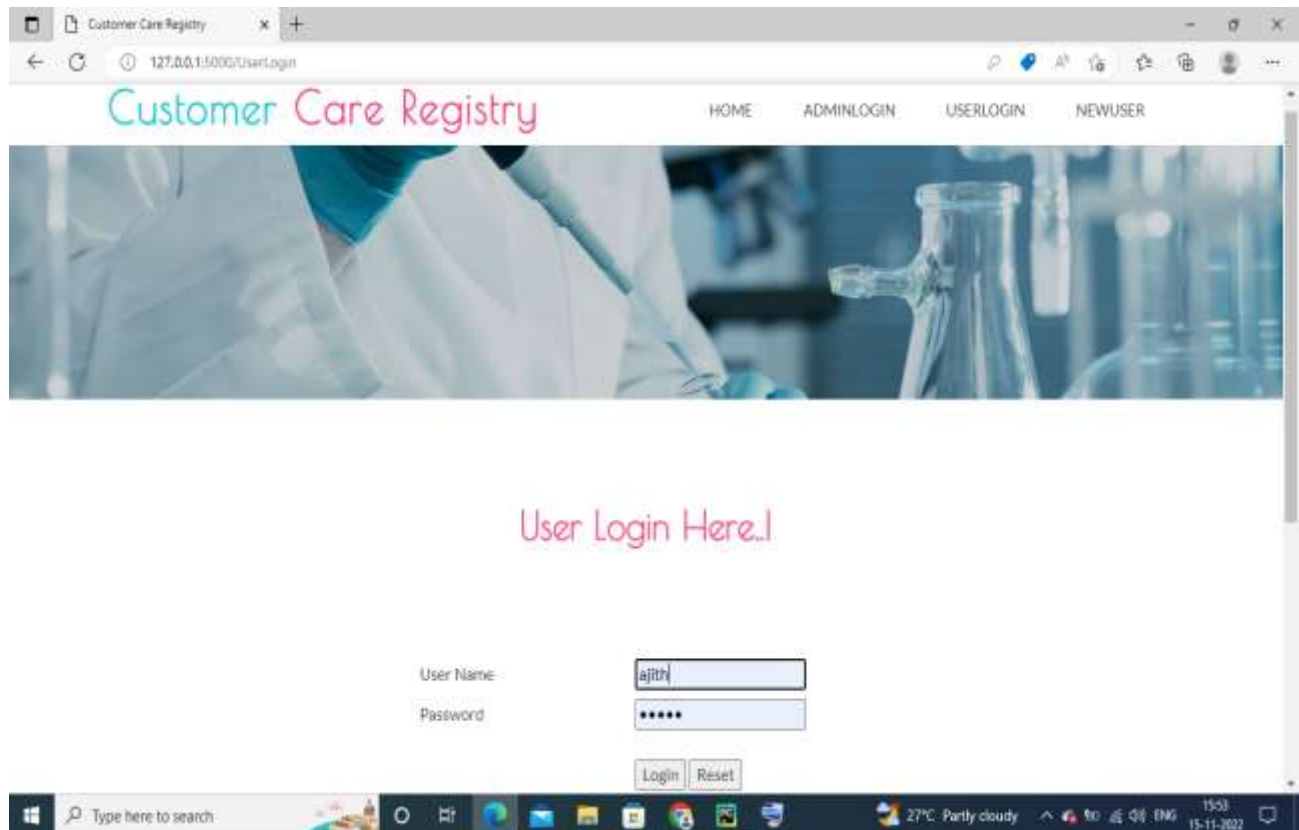 Customer Care Registry
127.0.0.1:5000/UserLogin
Customer Care Registry
HOME ADMINLOGIN USERLOGIN NEWUSER
User Login Here..!
User Name ajith
Password •••••
Login Reset
Type here to search 27°C Partly cloudy ENG 15:53
15-11-2022